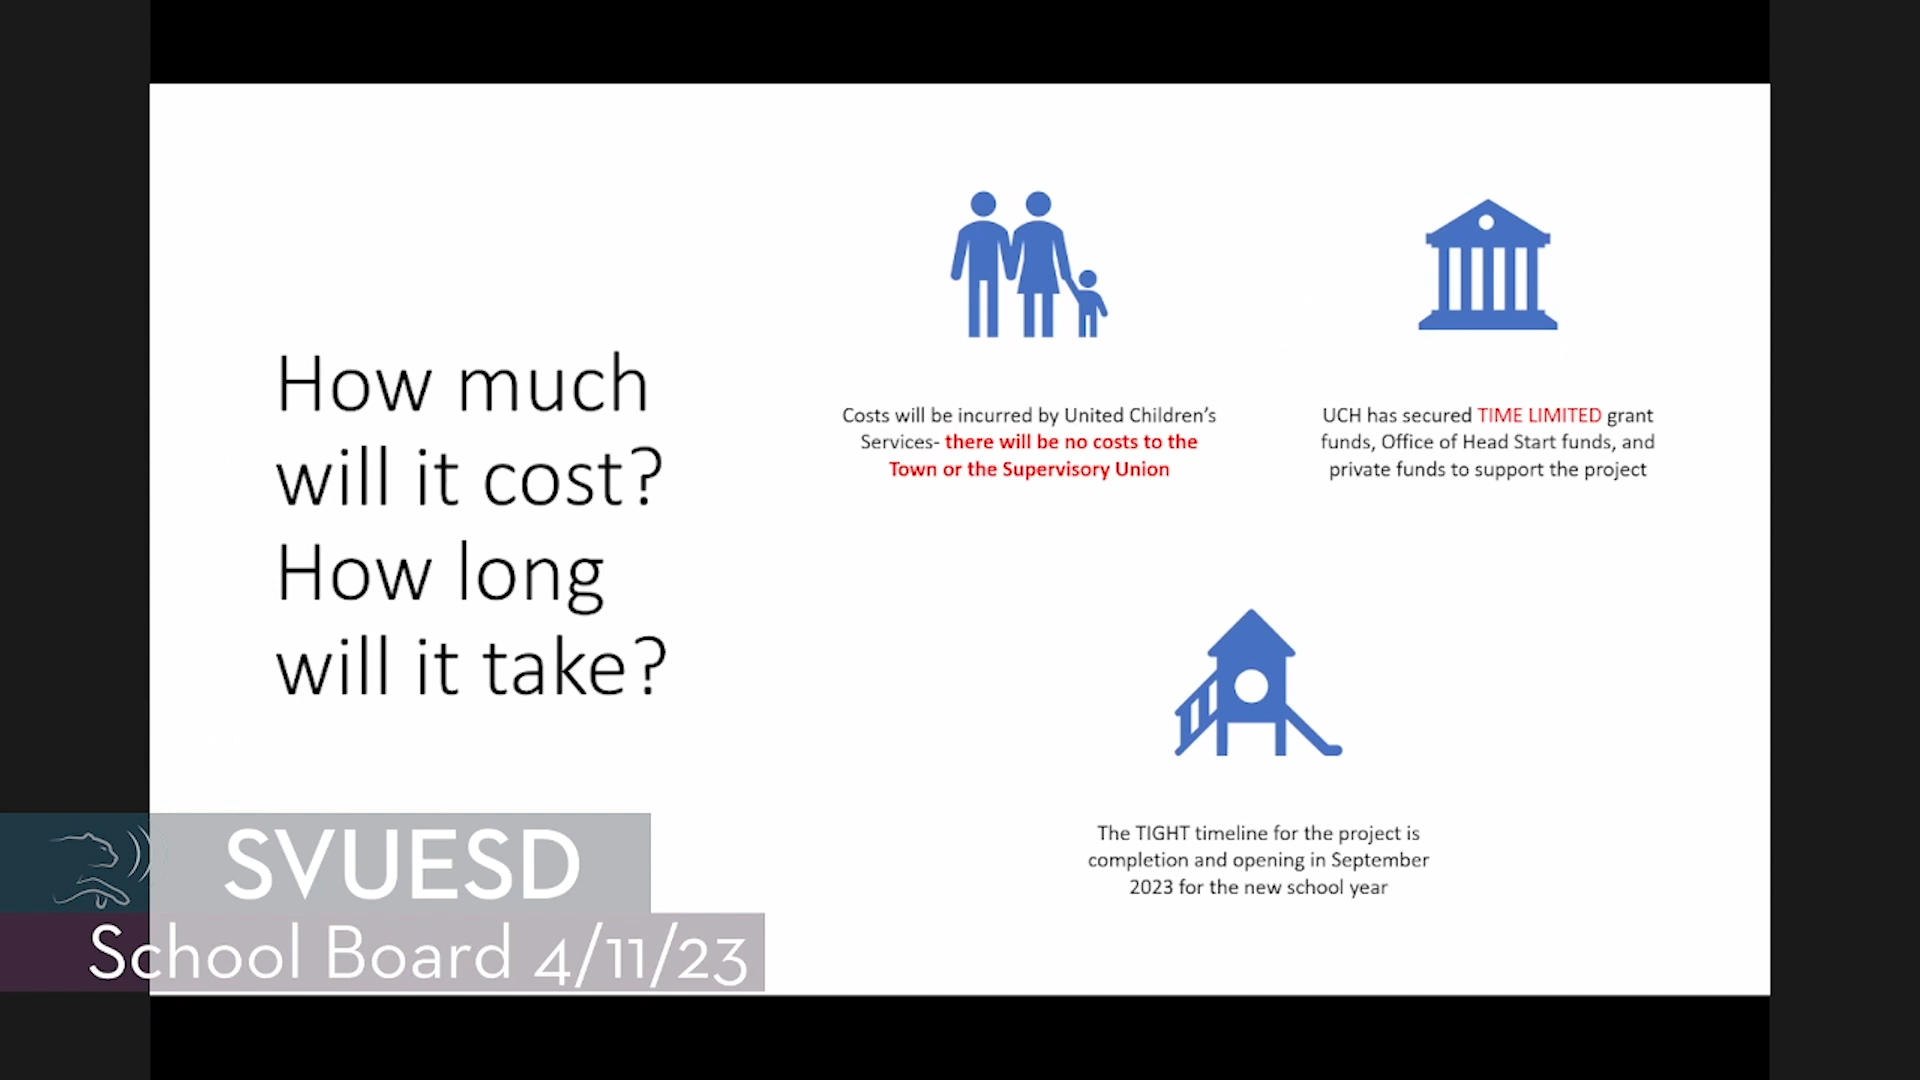 How much
will it cost?
How long
will it take?
Costs will be incurred by United Children's
Services- there will be no costs to the
Town or the Supervisory Union
UCH has secured TIME LIMITED grant
funds, Office of Head Start funds, and
private funds to support the project
The TIGHT timeline for the project is
completion and opening in September
2023 for the new school year
SVUESD
School Board 4/11/23